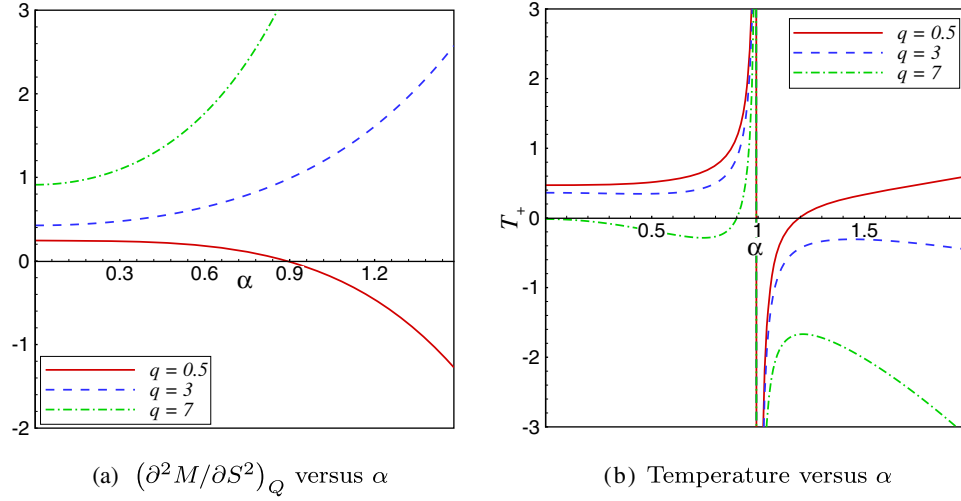 3
2
1
0
-1
-2
0.3
0.6
α
0.9
1.2
q = 0.5
q = 3
q = 7
(a) (∂²M/∂S²)_Q versus α
3
2
1
0
-1
-2
-3
T₊
0.5
1
α
1.5
q = 0.5
q = 3
q = 7
(b) Temperature versus α